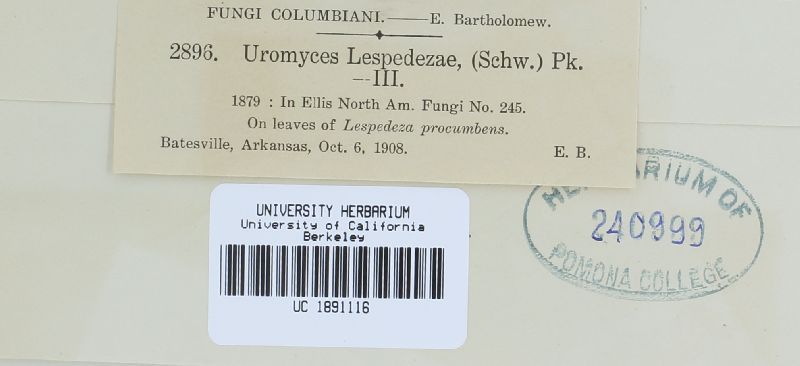 FUNGI COLUMBIANI.——E. Bartholomew.
2896. Uromyces Lespedezae, (Schw.) Pk.
—III.
1879 : In Ellis North Am. Fungi No. 245.
On leaves of Lespedeza procumbens.
Batesville, Arkansas, Oct. 6, 1908. E. B.
UNIVERSITY HERBARIUM
University of California
Berkeley
UC 1891116
HERBARIUM OF
240999
POMONA COLLEGE